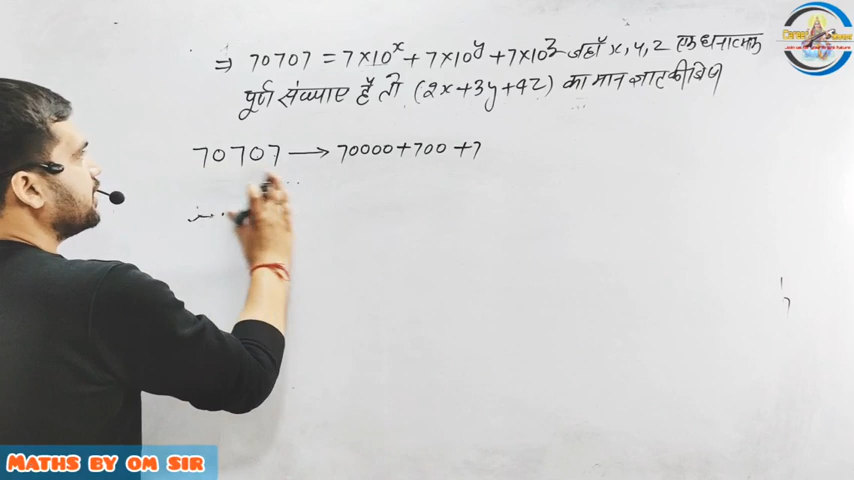 ⇒ 70707 = 7×10^x + 7×10^y + 7×10^z जहाँ x, y, z एक धनात्मक
पूर्ण संख्याए हैं तो (2x+3y+4z) का मान ज्ञात कीजिए
70707 → 70000+700+7
MATHS BY OM SIR